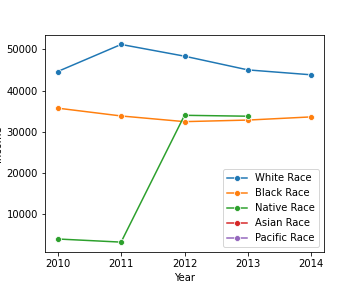 50000
40000
30000
20000
10000
2010 2011 2012 2013 2014
Year
White Race
Black Race
Native Race
Asian Race
Pacific Race